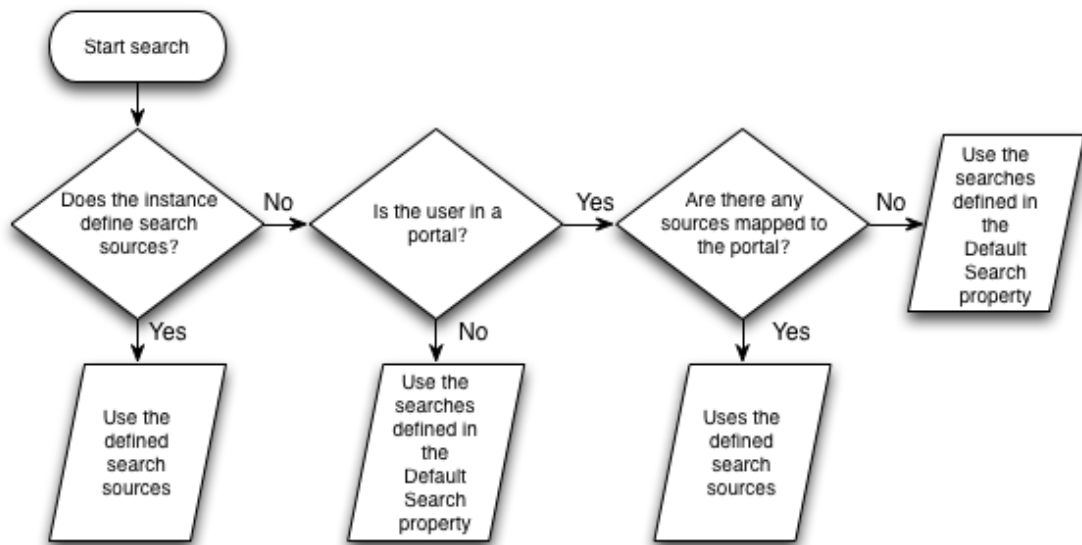 Start search
Does the instance
define search
sources?
No
Is the user in a
portal?
Yes
Are there any
sources mapped to
the portal?
No
Use the
searches
defined in
the
Default
Search
property
Yes
Use the
defined
search
sources
No
Use the
searches
defined in
the
Default
Search
property
Yes
Uses the
defined
search
sources